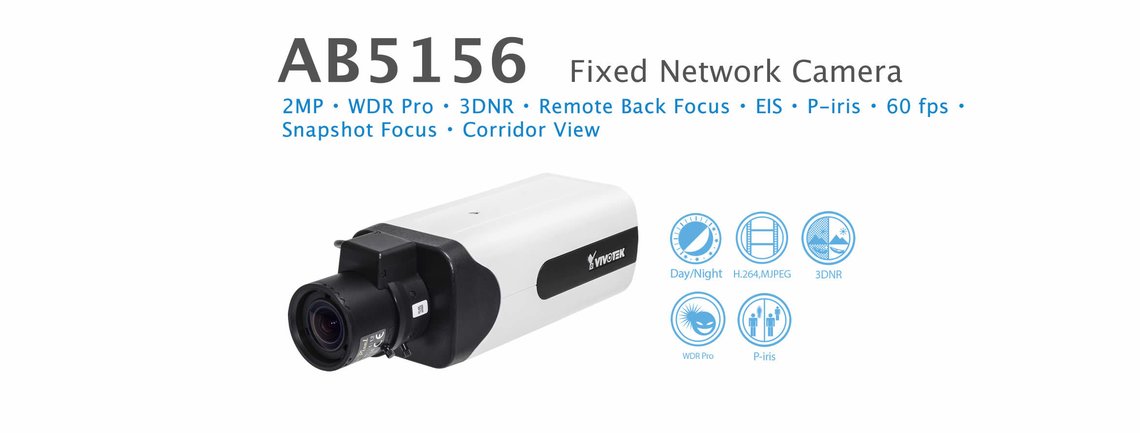 AB5156 Fixed Network Camera
2MP • WDR Pro • 3DNR • Remote Back Focus • EIS • P-iris • 60 fps •
Snapshot Focus • Corridor View
VIVOTEK
Day/Night H.264,MJPEG 3DNR
WDR Pro P-iris